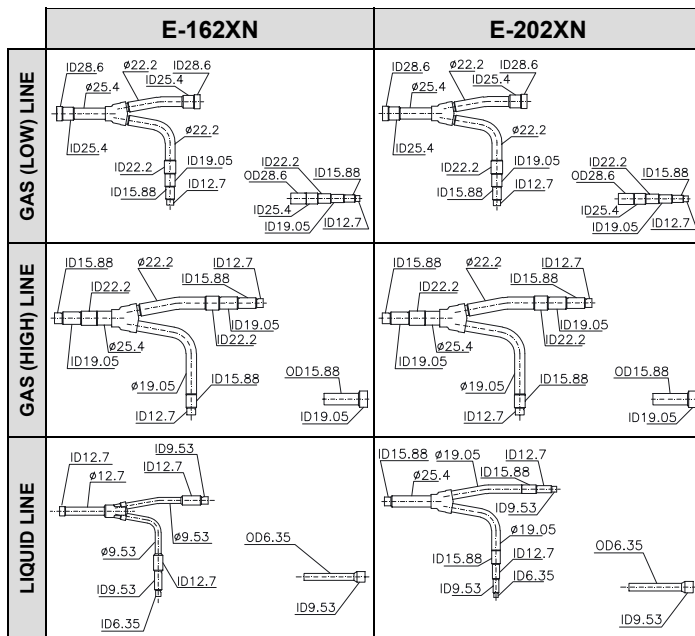 E-162XN
E-202XN
GAS (LOW) LINE
ID28.6
ø25.4
ID25.4
ø22.2
ID25.4
ID28.6
ø22.2
ID22.2
ID19.05
ID15.88
ID12.7
ID22.2
OD28.6
ID15.88
ID25.4
ID19.05
ID12.7
ID28.6
ø25.4
ID25.4
ø22.2
ID25.4
ID28.6
ø22.2
ID22.2
ID19.05
ID15.88
ID12.7
ID22.2
OD28.6
ID15.88
ID25.4
ID19.05
ID12.7
GAS (HIGH) LINE
ID15.88
ID22.2
ø22.2
ID12.7
ID15.88
ID19.05
ø25.4
ID22.2
ID19.05
ø19.05
ID15.88
ID12.7
OD15.88
ID19.05
ID15.88
ID22.2
ø22.2
ID12.7
ID15.88
ID19.05
ø25.4
ID22.2
ID19.05
ø19.05
ID15.88
ID12.7
OD15.88
ID19.05
LIQUID LINE
ID12.7
ø12.7
ID9.53
ID12.7
ø9.53
ø9.53
ID12.7
ID9.53
ID6.35
OD6.35
ID9.53
ID15.88
ø25.4
ø19.05
ID12.7
ID15.88
ID9.53
ø19.05
ID15.88
ID12.7
ID9.53
ID6.35
OD6.35
ID9.53